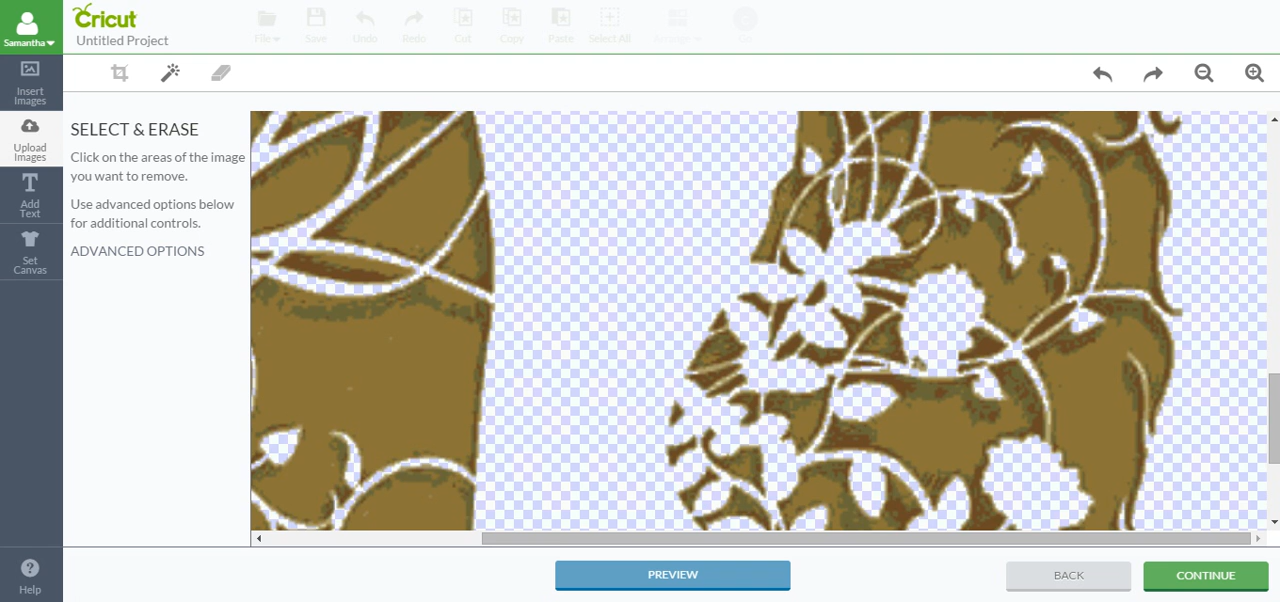 Cricut
Untitled Project
Samantha
File
Save
Undo
Redo
Cut
Copy
Paste
Select All
Arrange
Go
Insert
Images
Upload
Images
Add
Text
Set
Canvas
Help
SELECT & ERASE
Click on the areas of the image
you want to remove.
Use advanced options below
for additional controls.
ADVANCED OPTIONS
PREVIEW
BACK
CONTINUE